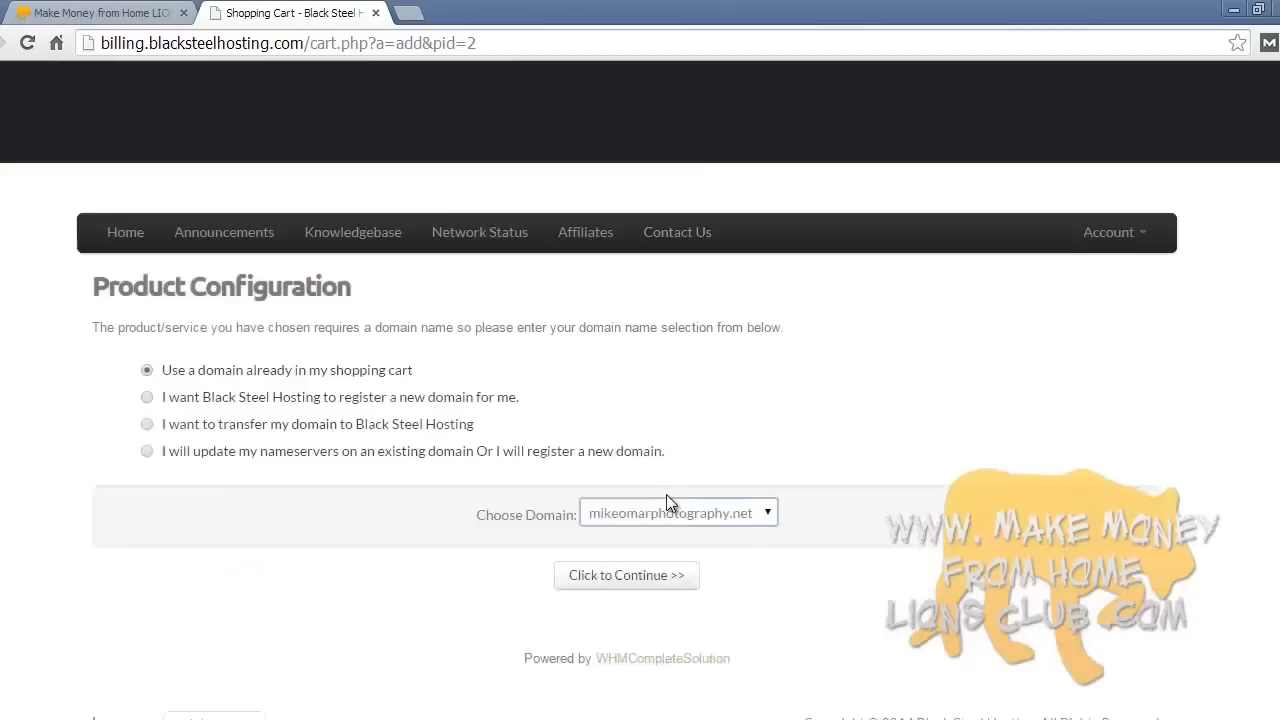 Make Money from Home LIO
Shopping Cart - Black Steel H
billing.blacksteelhosting.com/cart.php?a=add&pid=2
Home Announcements Knowledgebase Network Status Affiliates Contact Us Account
Product Configuration
The product/service you have chosen requires a domain name so please enter your domain name selection from below.
Use a domain already in my shopping cart
I want Black Steel Hosting to register a new domain for me.
I want to transfer my domain to Black Steel Hosting
I will update my nameservers on an existing domain Or I will register a new domain.
Choose Domain: mikeomarphotography.net
Click to Continue >>
WWW. MAKE MONEY
FROM HOME
LIONS CLUB .COM
Powered by WHMCompleteSolution